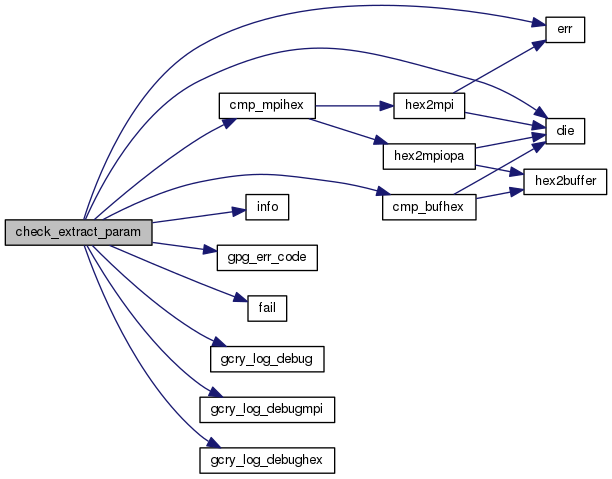 err
cmp_mpihex
hex2mpi
die
hex2mpiopa
hex2buffer
info
cmp_bufhex
check_extract_param
gpg_err_code
fail
gcry_log_debug
gcry_log_debugmpi
gcry_log_debughex